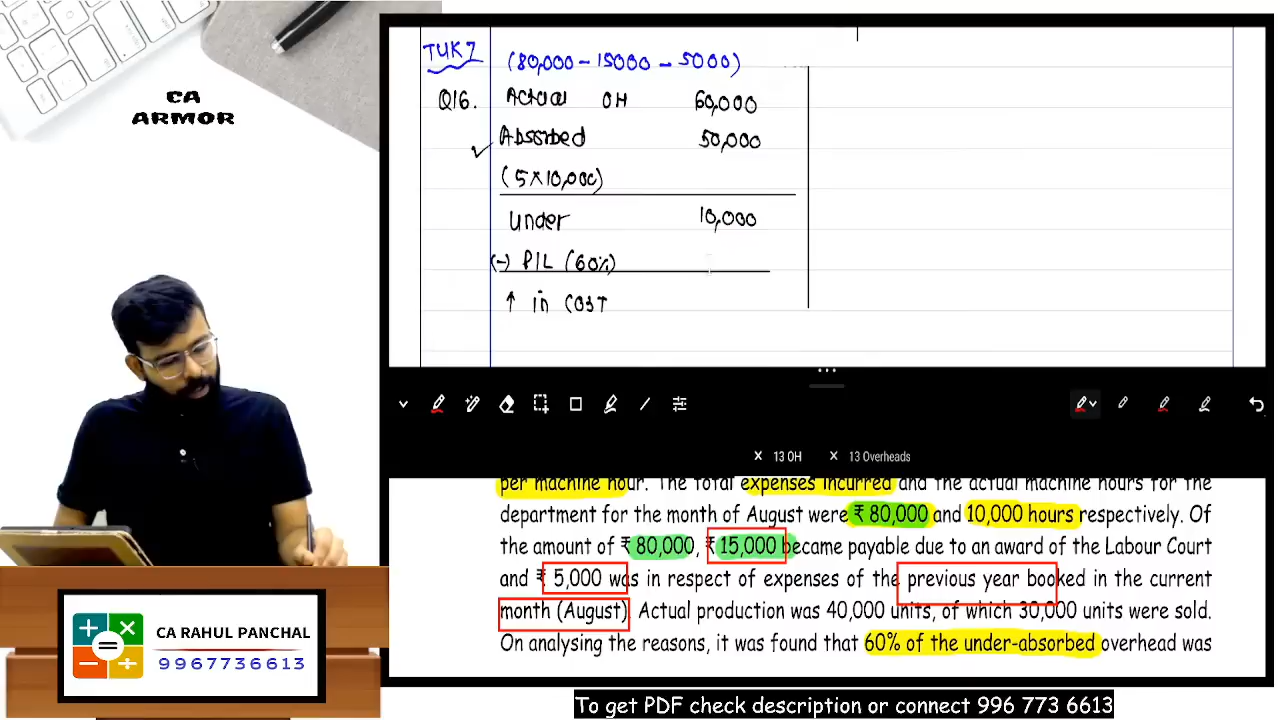 CA
ARMOR
TYK 7
(80,000 - 15000 - 5000)
Q16.
Actual OH 60,000
Absorbed 50,000
(5×10,000)
Under 10,000
(-) P/L (60%)
↑ in Cost
13 OH
13 Overheads
per machine hour. The total expenses incurred and the actual machine hours for the
department for the month of August were ₹ 80,000 and 10,000 hours respectively. Of
the amount of ₹ 80,000, ₹ 15,000 became payable due to an award of the Labour Court
and ₹ 5,000 was in respect of expenses of the previous year booked in the current
month (August). Actual production was 40,000 units, of which 30,000 units were sold.
On analysing the reasons, it was found that 60% of the under-absorbed overhead was
CA RAHUL PANCHAL
9967736613
To get PDF check description or connect 996 773 6613